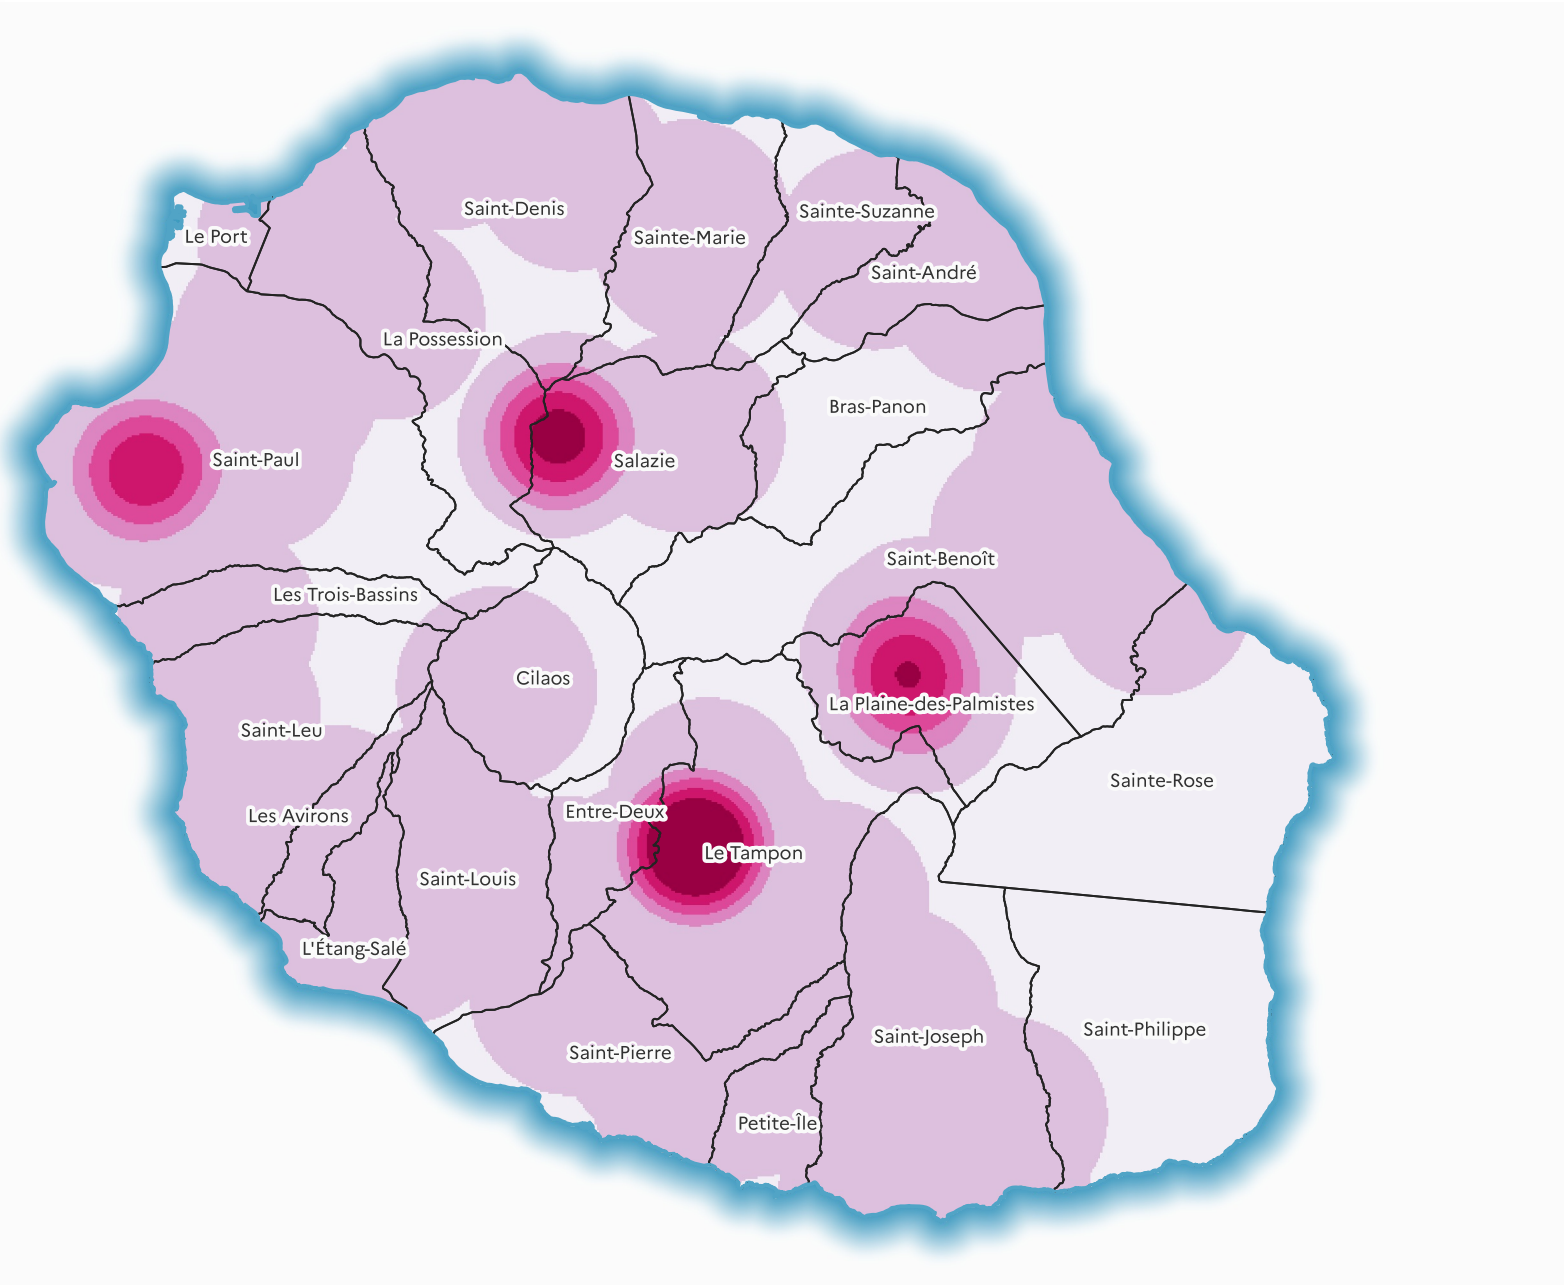 Saint-Denis
Sainte-Suzanne
Le Port
Sainte-Marie
Saint-André
La Possession
Bras-Panon
Saint-Paul
Salazie
Saint-Benoît
Les Trois-Bassins
Cilaos
La Plaine-des-Palmistes
Saint-Leu
Sainte-Rose
Les Avirons
Entre-Deux
Le Tampon
Saint-Louis
L'Étang-Salé
Saint-Philippe
Saint-Joseph
Saint-Pierre
Petite-Île